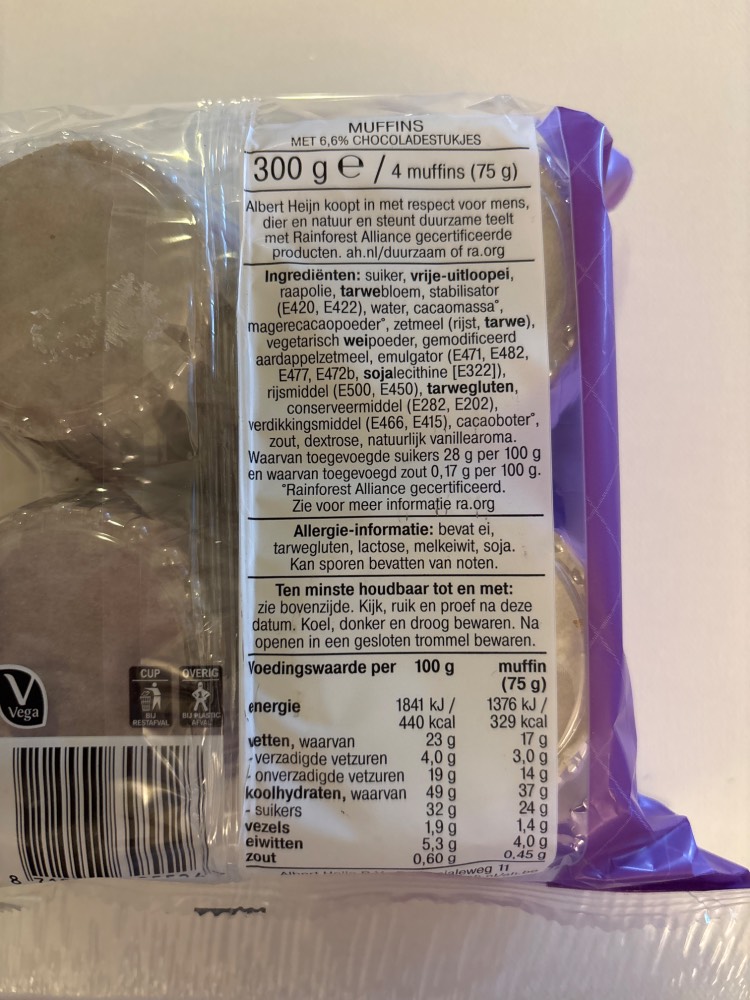 MUFFINS
MET 6,6% CHOCOLADESTUKJES
300 g ℮ / 4 muffins (75 g)
Albert Heijn koopt in met respect voor mens,
dier en natuur en steunt duurzame teelt
met Rainforest Alliance gecertificeerde
producten. ah.nl/duurzaam of ra.org
Ingrediënten: suiker, vrije-uitloopei,
raapolie, tarwebloem, stabilisator
(E420, E422), water, cacaomassa°,
magerecacaopoeder°, zetmeel (rijst, tarwe),
vegetarisch weipoeder, gemodificeerd
aardappelzetmeel, emulgator (E471, E482,
E477, E472b, sojalecithine [E322]),
rijsmiddel (E500, E450), tarwegluten,
conserveermiddel (E282, E202),
verdikkingsmiddel (E466, E415), cacaoboter°,
zout, dextrose, natuurlijk vanillearoma.
Waarvan toegevoegde suikers 28 g per 100 g
en waarvan toegevoegd zout 0,17 g per 100 g.
°Rainforest Alliance gecertificeerd.
Zie voor meer informatie ra.org
Allergie-informatie: bevat ei,
tarwegluten, lactose, melkeiwit, soja.
Kan sporen bevatten van noten.
Ten minste houdbaar tot en met:
zie bovenzijde. Kijk, ruik en proef na deze
datum. Koel, donker en droog bewaren. Na
openen in een gesloten trommel bewaren.
Voedingswaarde per 100 g muffin
(75 g)
energie 1841 kJ / 1376 kJ /
440 kcal 329 kcal
vetten, waarvan 23 g 17 g
- verzadigde vetzuren 4,0 g 3,0 g
- onverzadigde vetzuren 19 g 14 g
koolhydraten, waarvan 49 g 37 g
- suikers 32 g 24 g
vezels 1,9 g 1,4 g
eiwitten 5,3 g 4,0 g
zout 0,60 g 0,45 g
V
Vega
CUP
BIJ
RESTAFVAL
OVERIG
BIJ PLASTIC
AFVAL
8